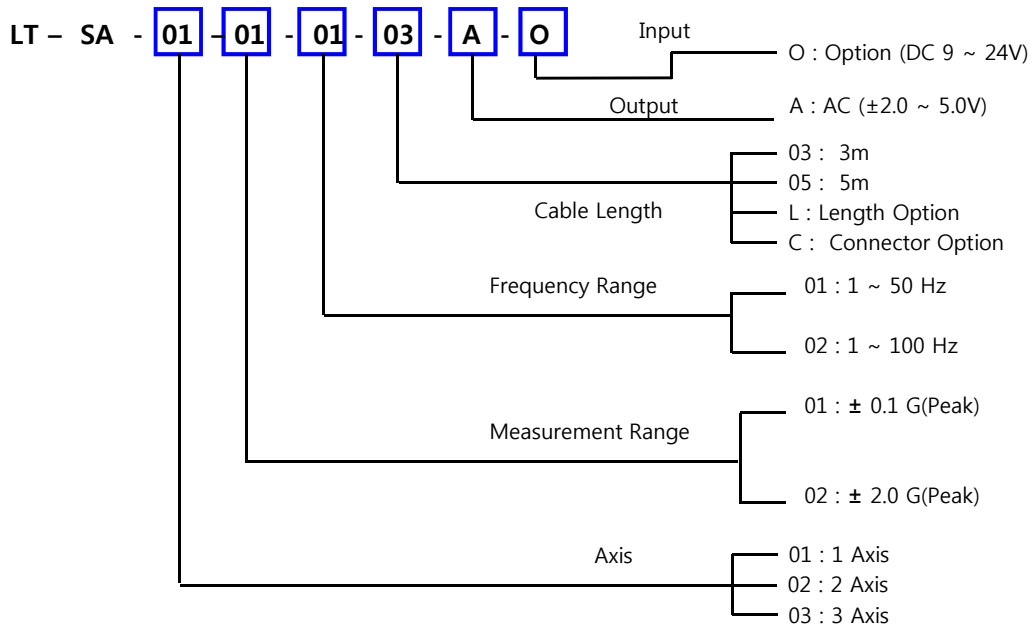 LT – SA - 01 - 01 - 01 - 03 - A - O
Input
O : Option (DC 9 ~ 24V)
Output
A : AC (±2.0 ~ 5.0V)
Cable Length
03 : 3m
05 : 5m
L : Length Option
C : Connector Option
Frequency Range
01 : 1 ~ 50 Hz
02 : 1 ~ 100 Hz
Measurement Range
01 : ± 0.1 G(Peak)
02 : ± 2.0 G(Peak)
Axis
01 : 1 Axis
02 : 2 Axis
03 : 3 Axis